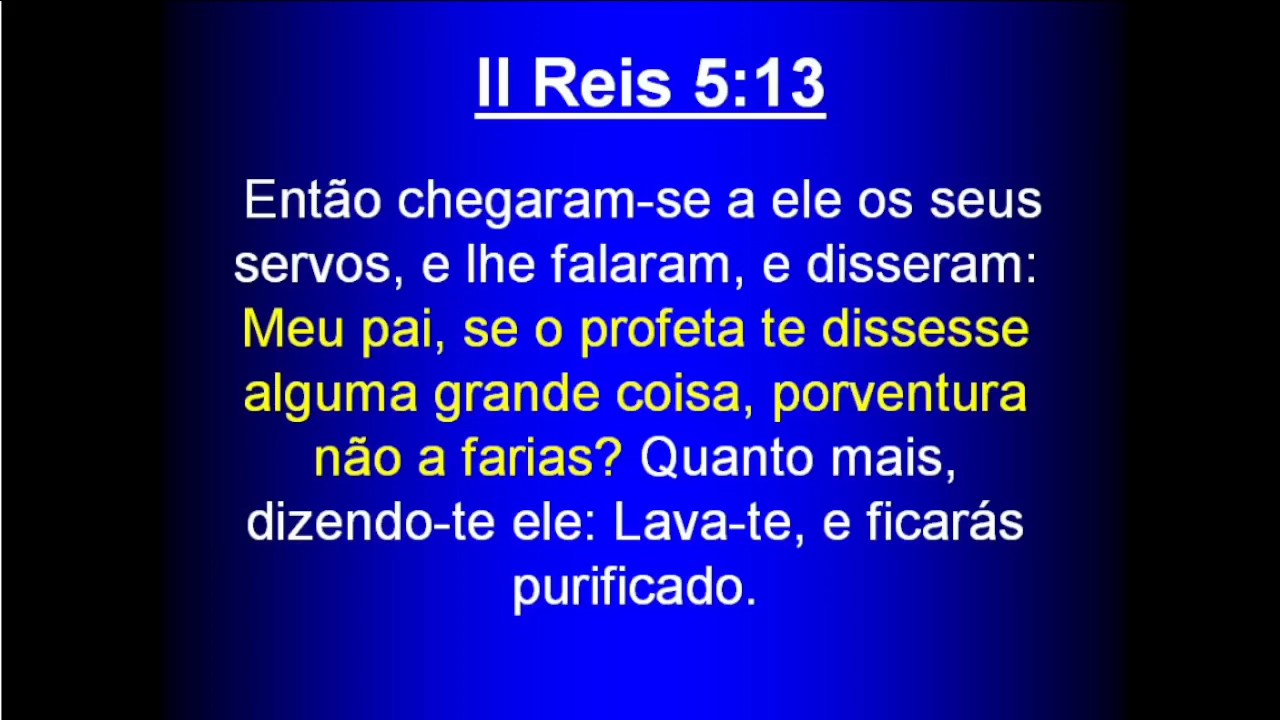 II Reis 5:13
Então chegaram-se a ele os seus
servos, e lhe falaram, e disseram:
Meu pai, se o profeta te dissesse
alguma grande coisa, porventura
não a farias? Quanto mais,
dizendo-te ele: Lava-te, e ficarás
purificado.